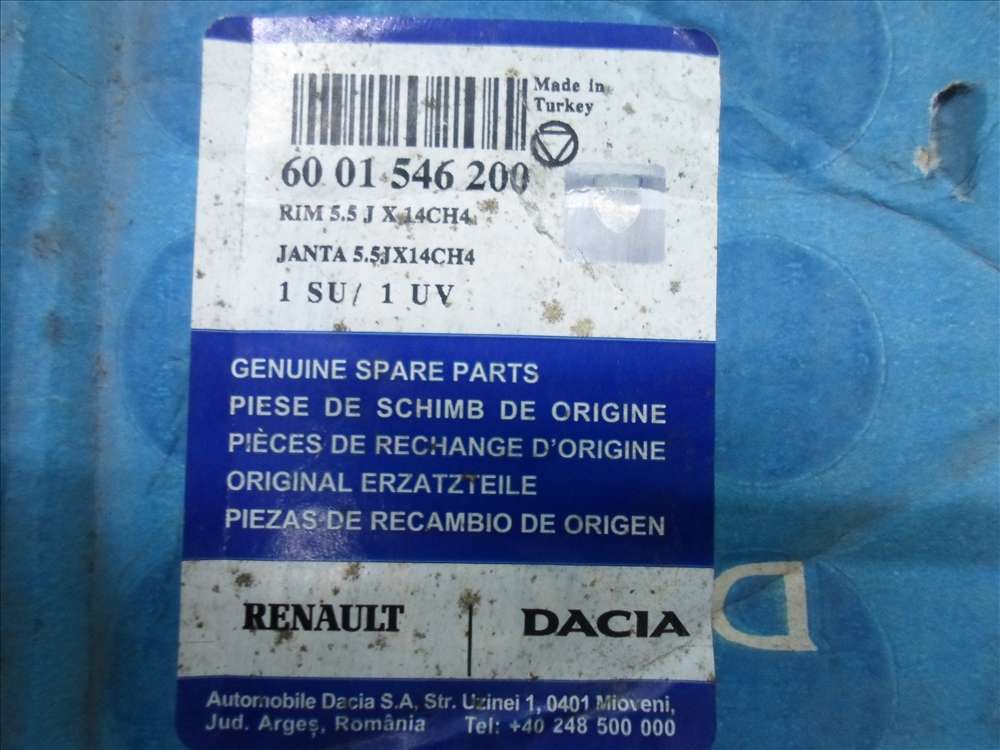 Made in
Turkey
60 01 546 200
RIM 5.5 J X 14CH4
JANTA 5.5JX14CH4
1 SU/ 1 UV
GENUINE SPARE PARTS
PIESE DE SCHIMB DE ORIGINE
PIÈCES DE RECHANGE D'ORIGINE
ORIGINAL ERZATZTEILE
PIEZAS DE RECAMBIO DE ORIGEN
RENAULT | DACIA
D
Automobile Dacia S.A, Str. Uzinei 1, 0401 Mioveni,
Jud. Argeş, România Tel: +40 248 500 000